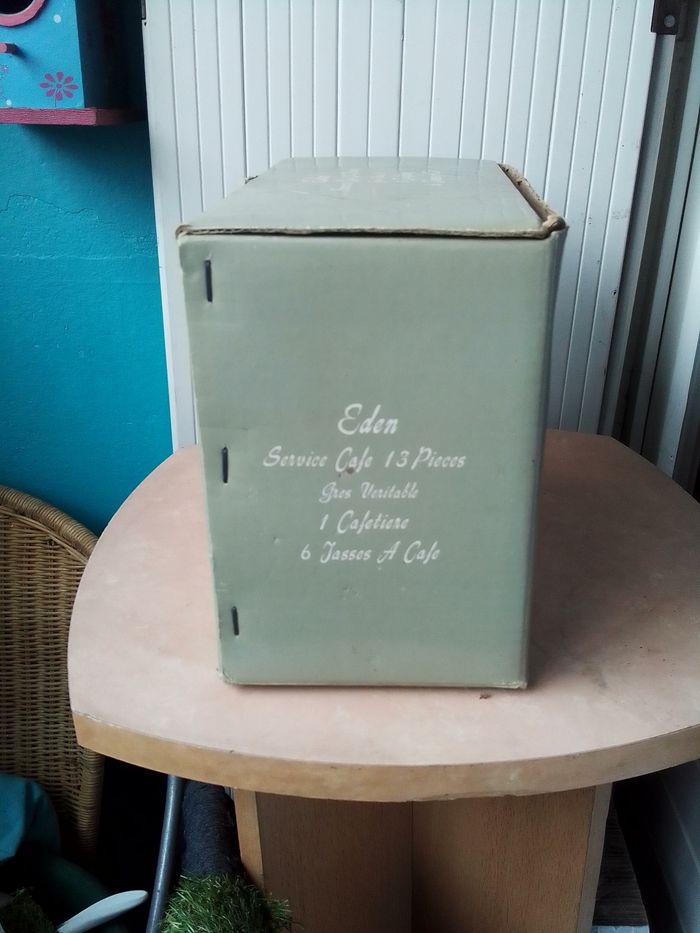 Eden
Service Cafe 13 Pieces
Gres Veritable
1 Cafetiere
6 Tasses A Cafe